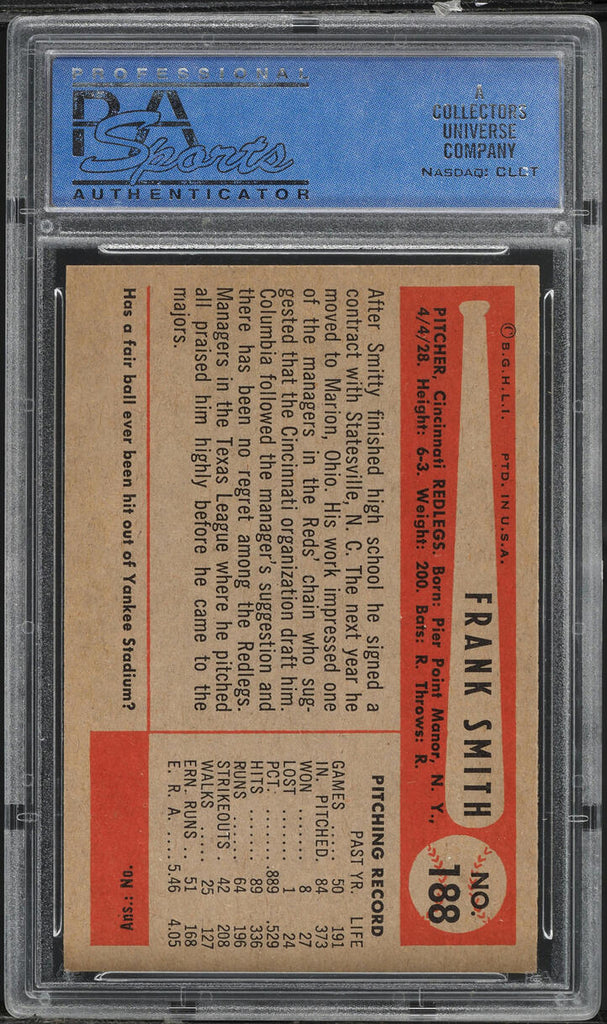 PROFESSIONAL
PSA
Sports
AUTHENTICATOR
A
COLLECTORS
UNIVERSE
COMPANY
NASDAQ: CLCT
© B.G.H.L.I. PTD. IN U.S.A.
FRANK SMITH
NO.
188
PITCHER, Cincinnati REDLEGS Born: Pier Point Manor, N. Y.,
4/4/28. Height: 6-3. Weight: 200. Bats: R. Throws: R.
After Smitty finished high school he signed a
contract with Statesville, N. C. The next year he
moved to Marion, Ohio. His work impressed one
of the managers in the Reds' chain who sug-
gested that the Cincinnati organization draft him.
Columbia followed the manager's suggestion and
there has been no regret among the Redlegs.
Managers in the Texas League where he pitched
all praised him highly before he came to the
majors.
PITCHING RECORD
PAST YR. LIFE
GAMES ..... 50 191
IN. PITCHED. 84 373
WON ....... 8 27
LOST ....... 1 24
PCT. ....... .889 .529
HITS ....... 89 336
RUNS ...... 64 196
STRIKEOUTS . 42 208
WALKS ..... 25 127
ERN. RUNS .. 51 168
E. R. A. .... 5.46 4.05
Has a fair ball ever been hit out of Yankee Stadium?
Ans.: No.